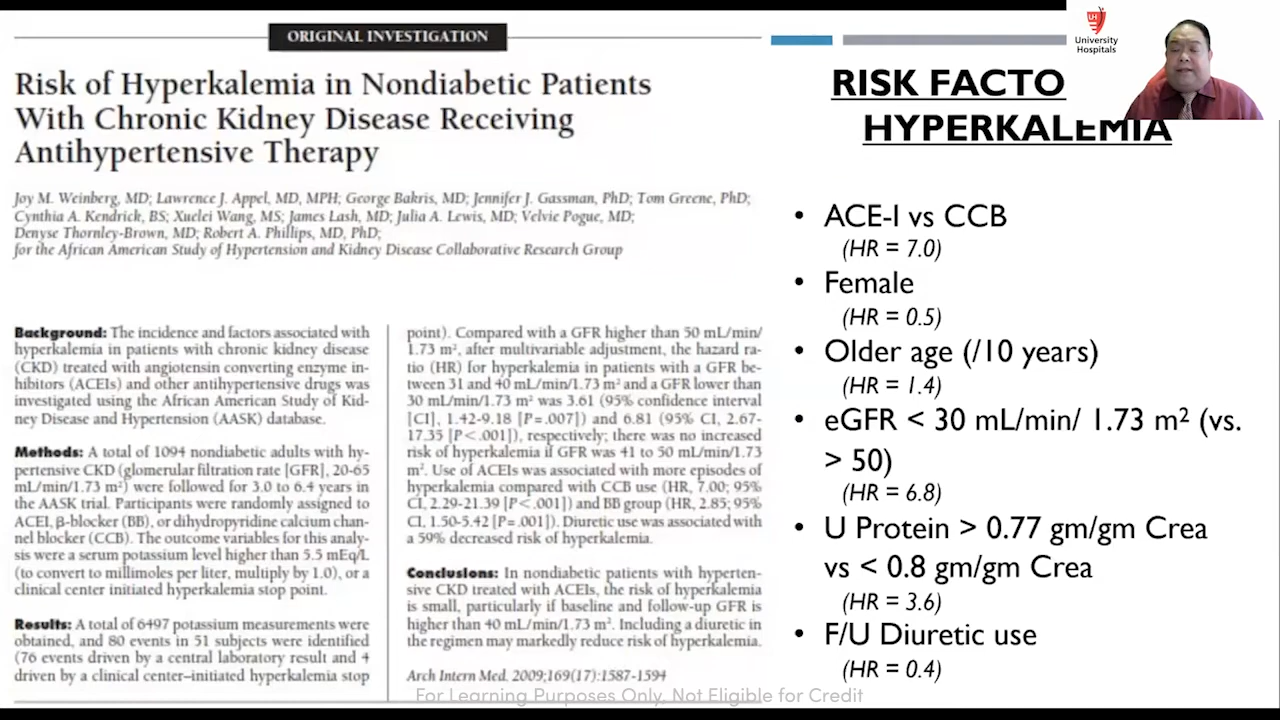 ORIGINAL INVESTIGATION
Risk of Hyperkalemia in Nondiabetic Patients
With Chronic Kidney Disease Receiving
Antihypertensive Therapy
Joy M. Weinberg, MD; Lawrence J. Appel, MD, MPH; George Bakris, MD; Jennifer J. Gassman, PhD; Tom Greene, PhD;
Cynthia A. Kendrick, BS; Xuelei Wang, MS; James Lash, MD; Julia A. Lewis, MD; Velvie Pogue, MD;
Denyse Thornley-Brown, MD; Robert A. Phillips, MD, PhD;
for the African American Study of Hypertension and Kidney Disease Collaborative Research Group
Background: The incidence and factors associated with
hyperkalemia in patients with chronic kidney disease
(CKD) treated with angiotensin converting enzyme in-
hibitors (ACEIs) and other antihypertensive drugs was
investigated using the African American Study of Kid-
ney Disease and Hypertension (AASK) database.
Methods: A total of 1094 nondiabetic adults with hy-
pertensive CKD (glomerular filtration rate [GFR], 20-65
mL/min/1.73 m²) were followed for 3.0 to 6.4 years in
the AASK trial. Participants were randomly assigned to
ACEI, β-blocker (BB), or dihydropyridine calcium chan-
nel blocker (CCB). The outcome variables for this analy-
sis were a serum potassium level higher than 5.5 mEq/L
(to convert to millimoles per liter, multiply by 1.0), or a
clinical center initiated hyperkalemia stop point.
Results: A total of 6497 potassium measurements were
obtained, and 80 events in 51 subjects were identified
(76 events driven by a central laboratory result and 4
driven by a clinical center–initiated hyperkalemia stop
point). Compared with a GFR higher than 50 mL/min/
1.73 m², after multivariable adjustment, the hazard ra-
tio (HR) for hyperkalemia in patients with a GFR be-
tween 31 and 40 mL/min/1.73 m² and a GFR lower than
30 mL/min/1.73 m² was 3.61 (95% confidence interval
[CI], 1.42-9.18 [P=.007]) and 6.81 (95% CI, 2.67-
17.35 [P<.001]), respectively; there was no increased
risk of hyperkalemia if GFR was 41 to 50 mL/min/1.73
m². Use of ACEIs was associated with more episodes of
hyperkalemia compared with CCB use (HR, 7.00; 95%
CI, 2.29-21.39 [P<.001]) and BB group (HR, 2.85; 95%
CI, 1.50-5.42 [P=.001]). Diuretic use was associated with
a 59% decreased risk of hyperkalemia.
Conclusions: In nondiabetic patients with hyperten-
sive CKD treated with ACEIs, the risk of hyperkalemia
is small, particularly if baseline and follow-up GFR is
higher than 40 mL/min/1.73 m². Including a diuretic in
the regimen may markedly reduce risk of hyperkalemia.
Arch Intern Med. 2009;169(17):1587-1594
University
Hospitals
RISK FACTO
HYPERKALEMIA
• ACE-I vs CCB
(HR = 7.0)
• Female
(HR = 0.5)
• Older age (/10 years)
(HR = 1.4)
• eGFR < 30 mL/min/ 1.73 m² (vs.
> 50)
(HR = 6.8)
• U Protein > 0.77 gm/gm Crea
vs < 0.8 gm/gm Crea
(HR = 3.6)
• F/U Diuretic use
(HR = 0.4)
For Learning Purposes Only, Not Eligible for Credit